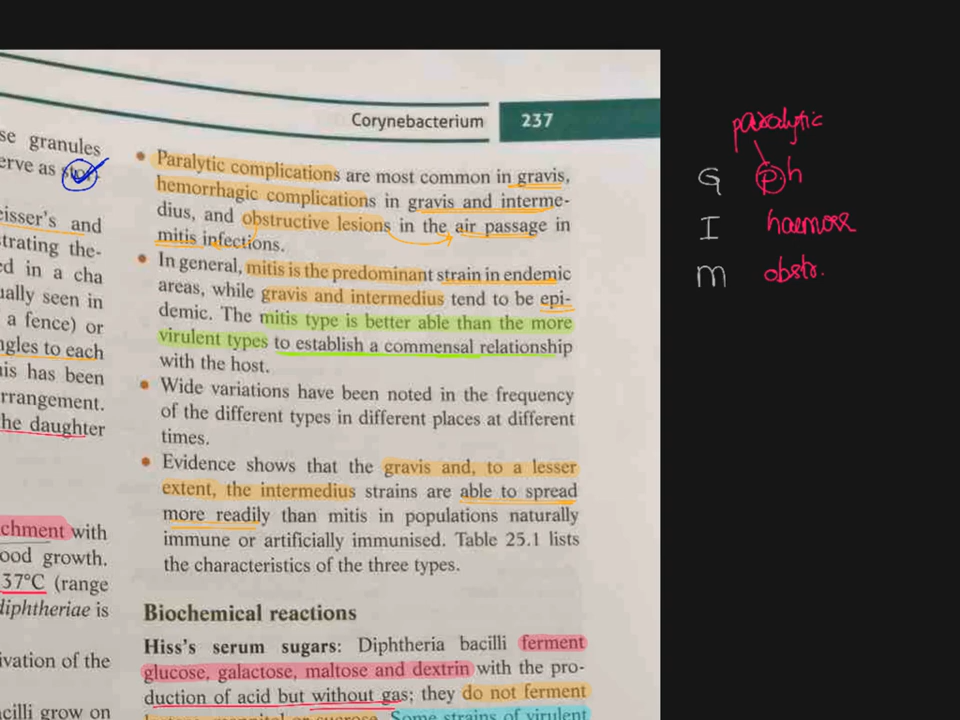 Corynebacterium 237
se granules
erve as
eisser's and
strating the-
ed in a cha
ually seen in
a fence) or
ngles to each
his has been
rrangement.
he daughter
chment with
ood growth.
37°C (range
diphtheriae is
ivation of the
acilli grow on
• Paralytic complications are most common in gravis,
hemorrhagic complications in gravis and interme-
dius, and obstructive lesions in the air passage in
mitis infections.
• In general, mitis is the predominant strain in endemic
areas, while gravis and intermedius tend to be epi-
demic. The mitis type is better able than the more
virulent types to establish a commensal relationship
with the host.
• Wide variations have been noted in the frequency
of the different types in different places at different
times.
• Evidence shows that the gravis and, to a lesser
extent, the intermedius strains are able to spread
more readily than mitis in populations naturally
immune or artificially immunised. Table 25.1 lists
the characteristics of the three types.
Biochemical reactions
Hiss's serum sugars: Diphtheria bacilli ferment
glucose, galactose, maltose and dextrin with the pro-
duction of acid but without gas; they do not ferment
Some strains of virulent
paralytic
G Ph
I haemorr
M obstr.